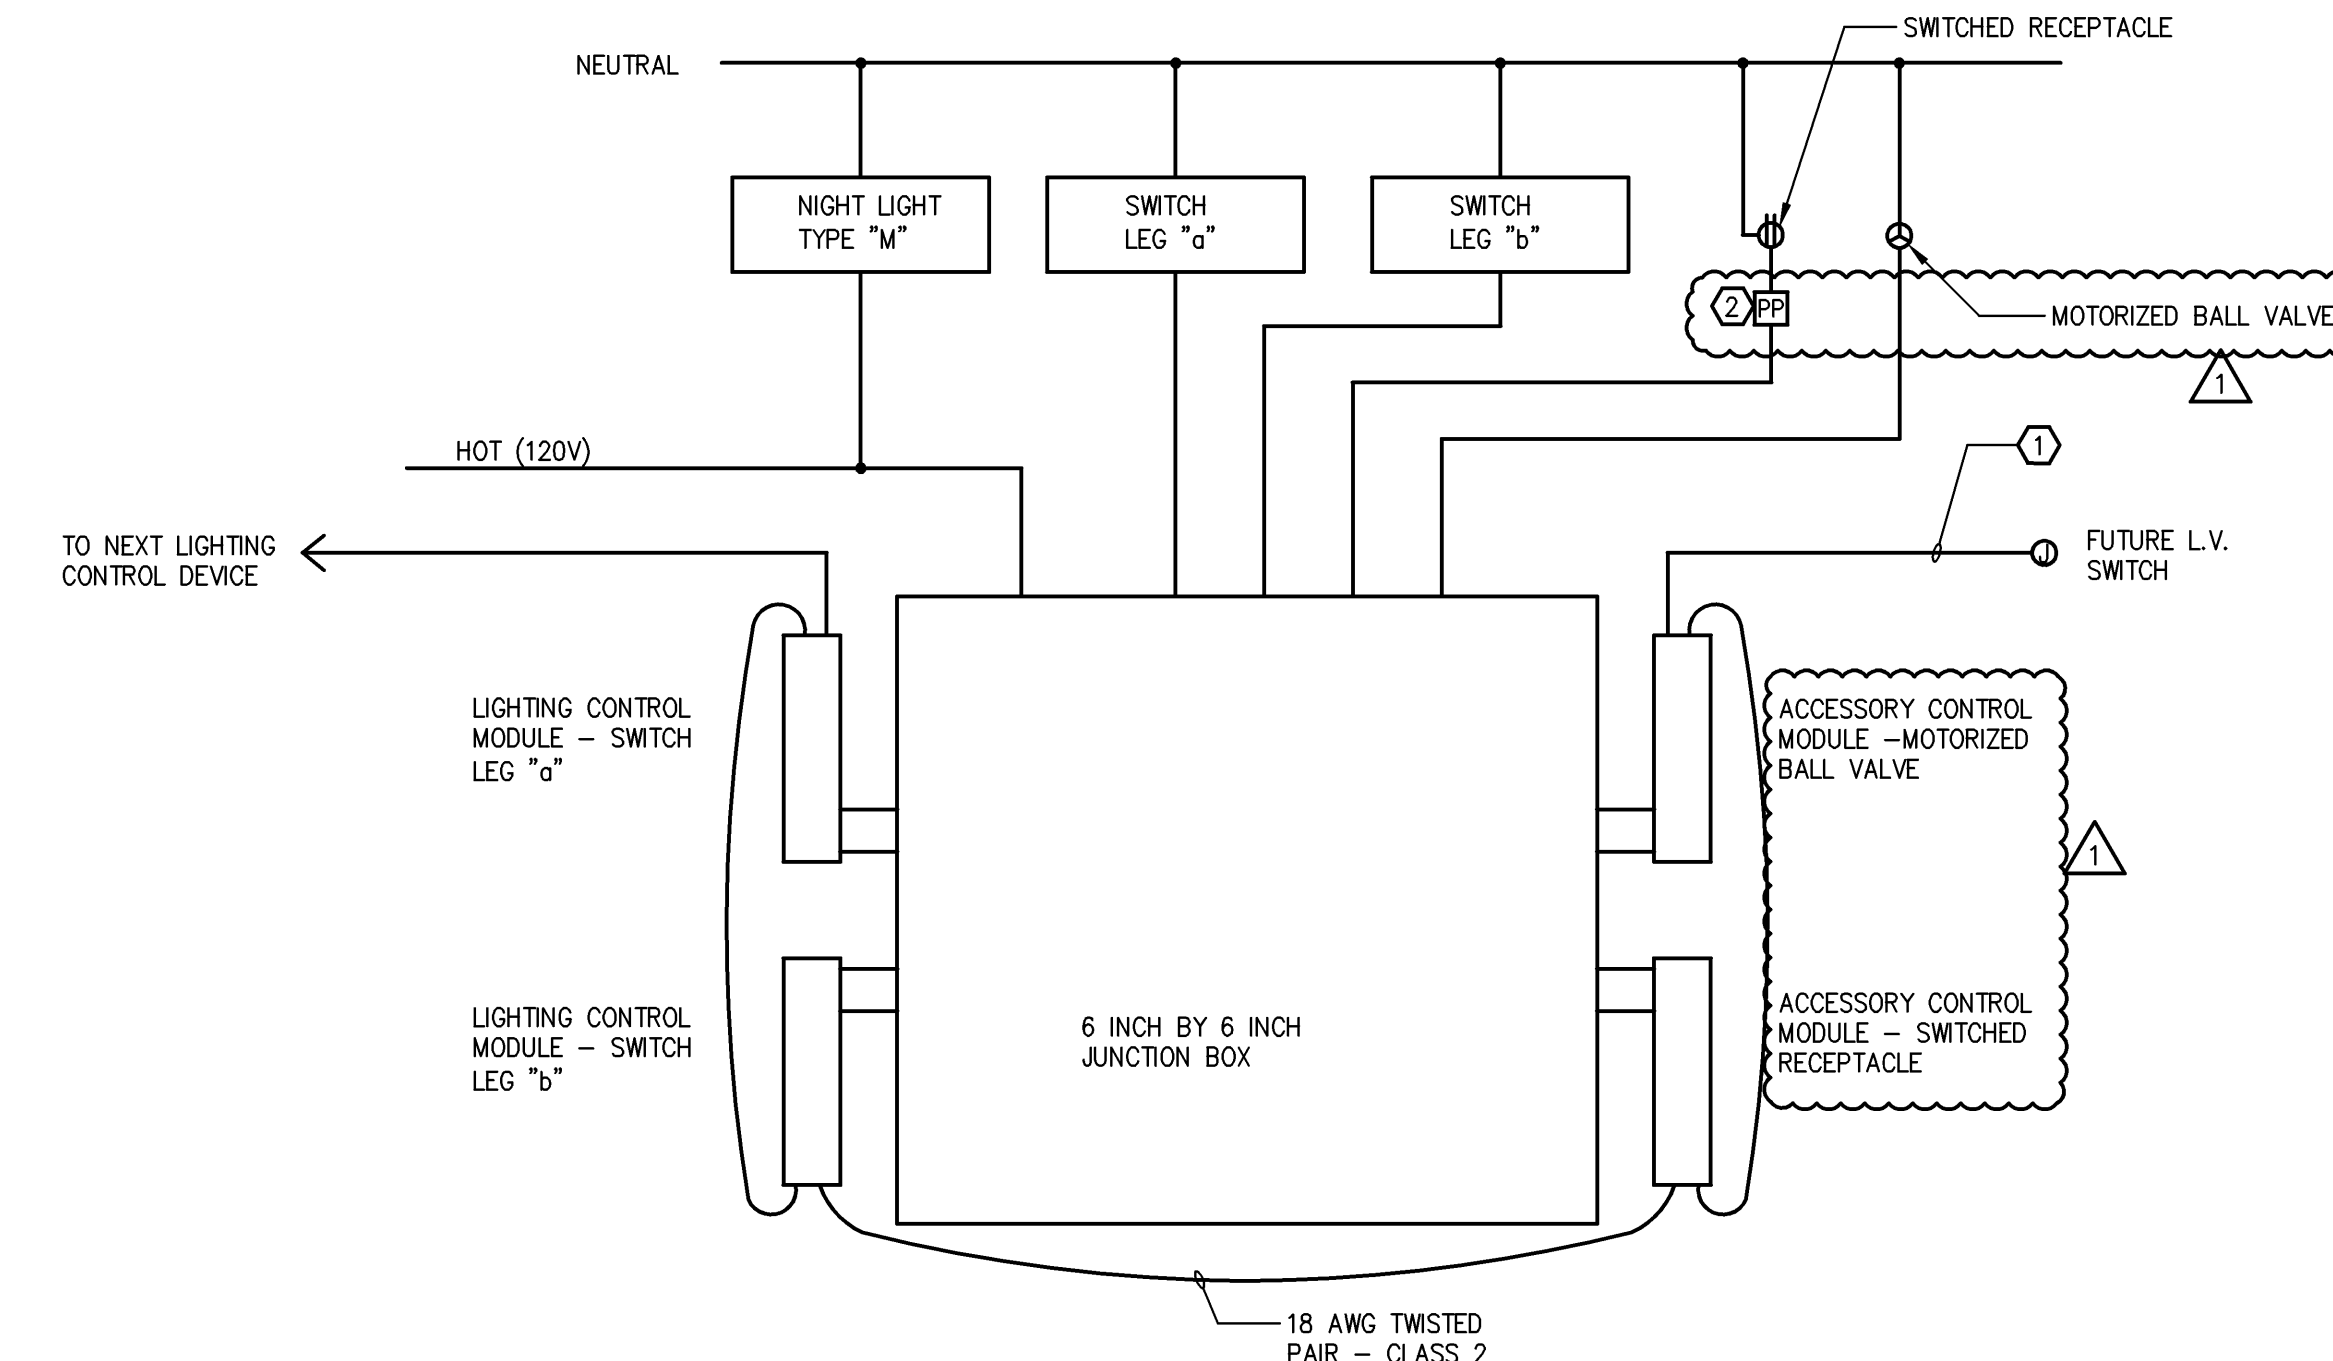 SWITCHED RECEPTACLE
NEUTRAL
NIGHT LIGHT
TYPE "M"
SWITCH
LEG "a"
SWITCH
LEG "b"
2
PP
MOTORIZED BALL VALVE
1
HOT (120V)
1
TO NEXT LIGHTING
CONTROL DEVICE
J
FUTURE L.V.
SWITCH
LIGHTING CONTROL
MODULE - SWITCH
LEG "a"
ACCESSORY CONTROL
MODULE -MOTORIZED
BALL VALVE
1
LIGHTING CONTROL
MODULE - SWITCH
LEG "b"
6 INCH BY 6 INCH
JUNCTION BOX
ACCESSORY CONTROL
MODULE - SWITCHED
RECEPTACLE
18 AWG TWISTED
PAIR - CLASS 2